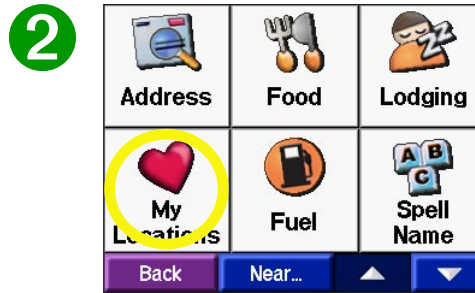 2
Address Food Lodging
A B
C
My
Locations
Fuel
Spell
Name
Back Near...